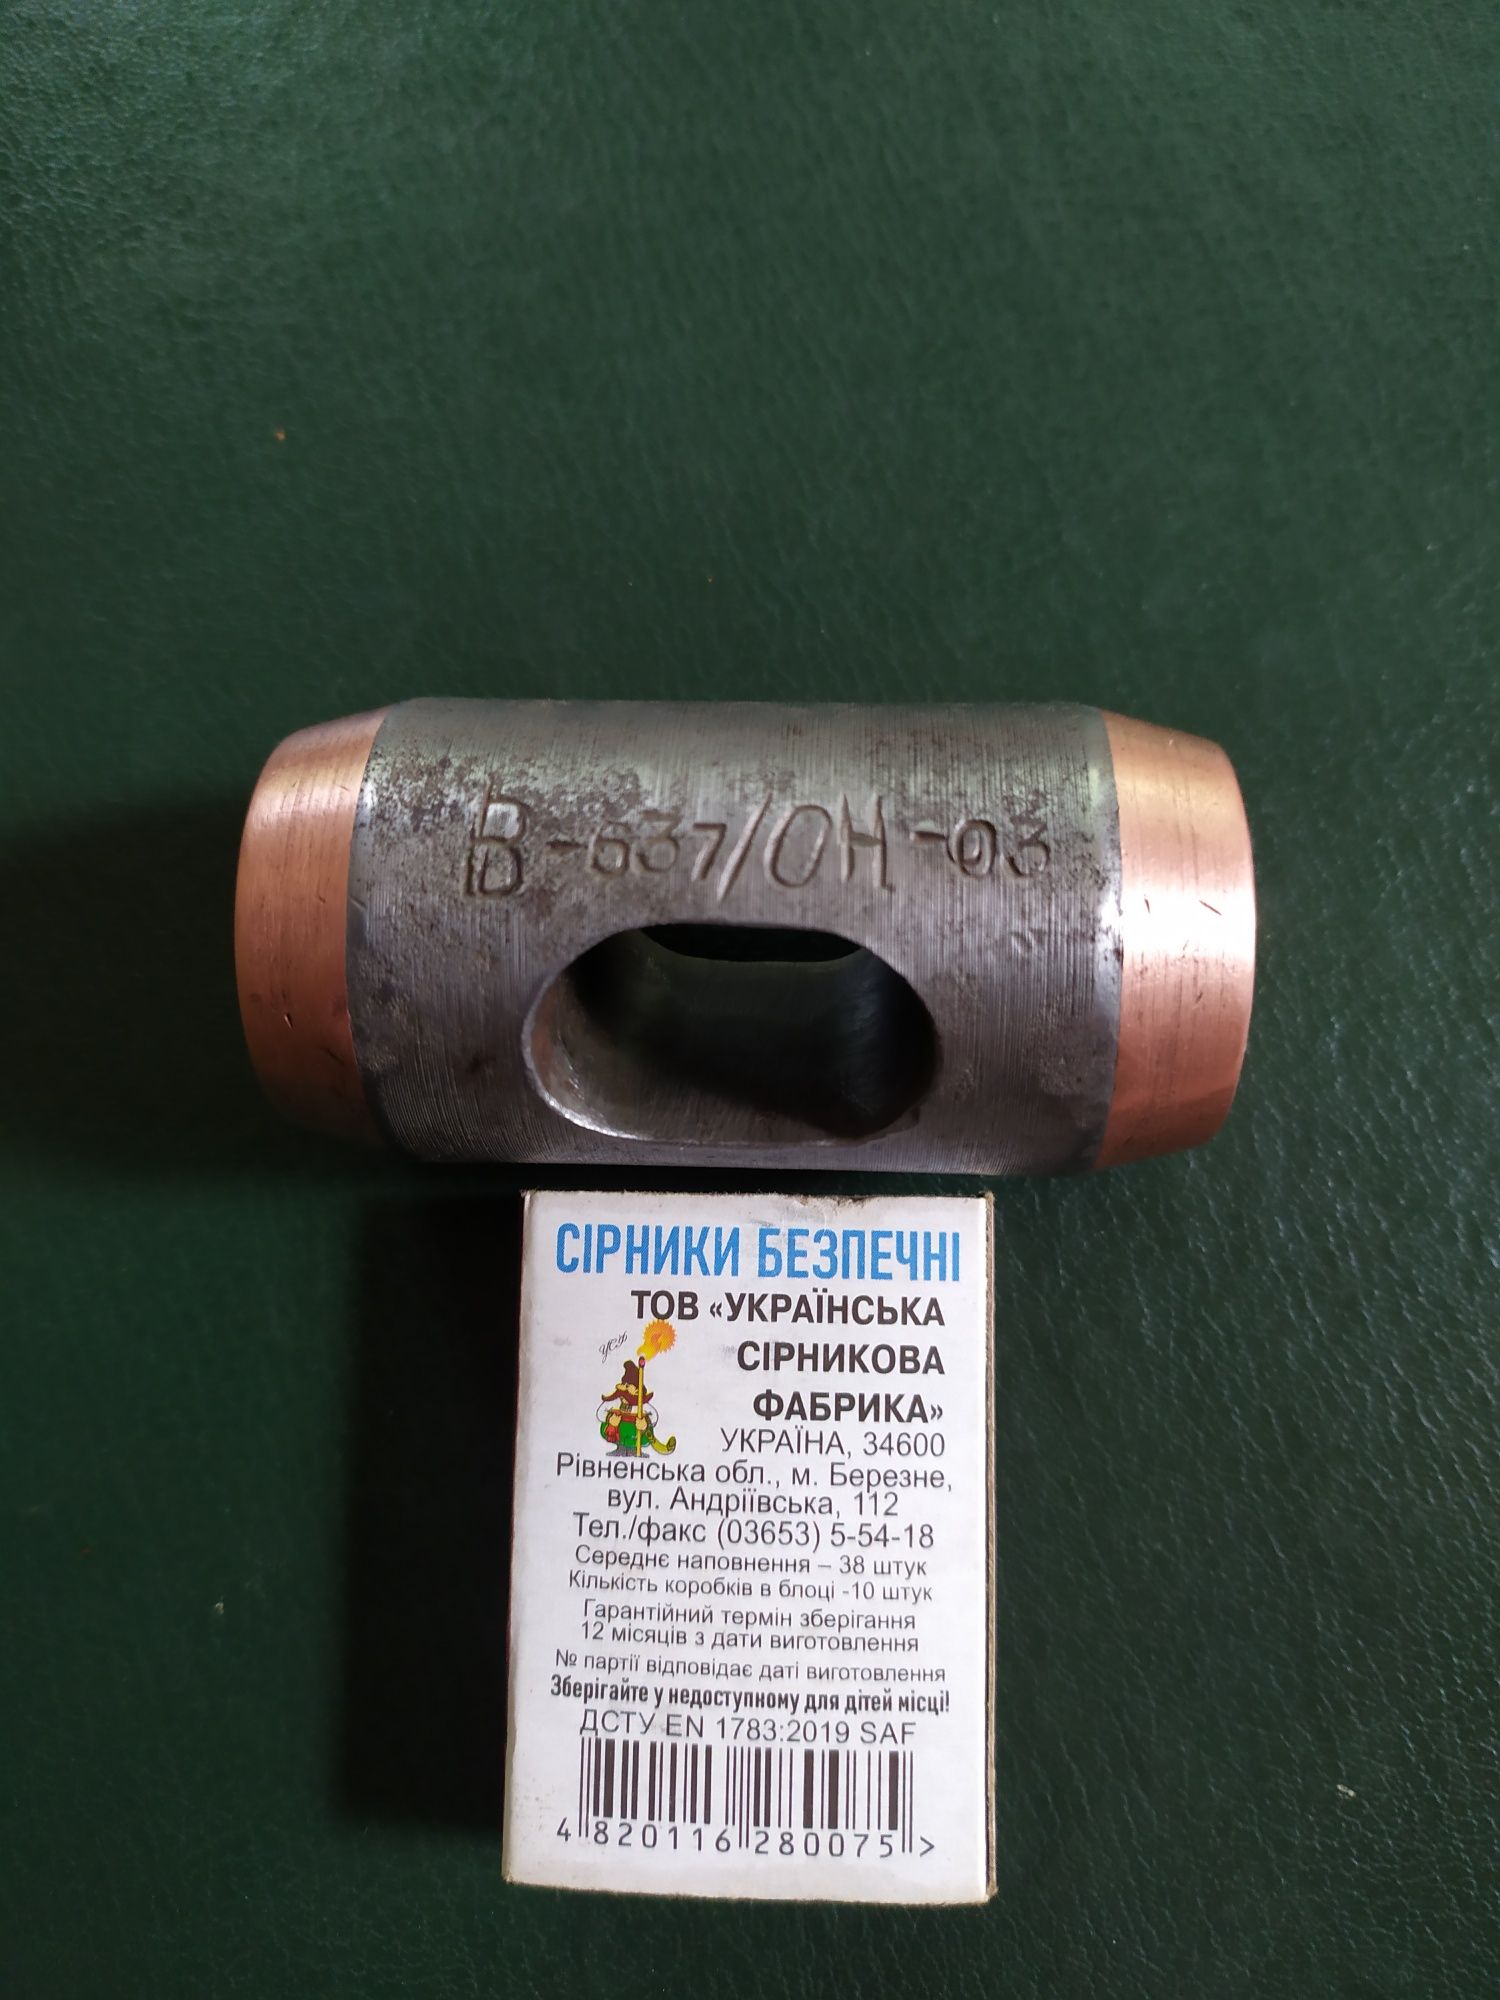 В-637/ОН-03
СІРНИКИ БЕЗПЕЧНІ
ТОВ «УКРАЇНСЬКА
СІРНИКОВА
ФАБРИКА»
УСФ
УКРАЇНА, 34600
Рівненська обл., м. Березне,
вул. Андріївська, 112
Тел./факс (03653) 5-54-18
Середнє наповнення – 38 штук
Кількість коробків в блоці -10 штук
Гарантійний термін зберігання
12 місяців з дати виготовлення
№ партії відповідає даті виготовлення
Зберігайте у недоступному для дітей місці!
ДСТУ EN 1783:2019 SAF
4 820116 280075 >